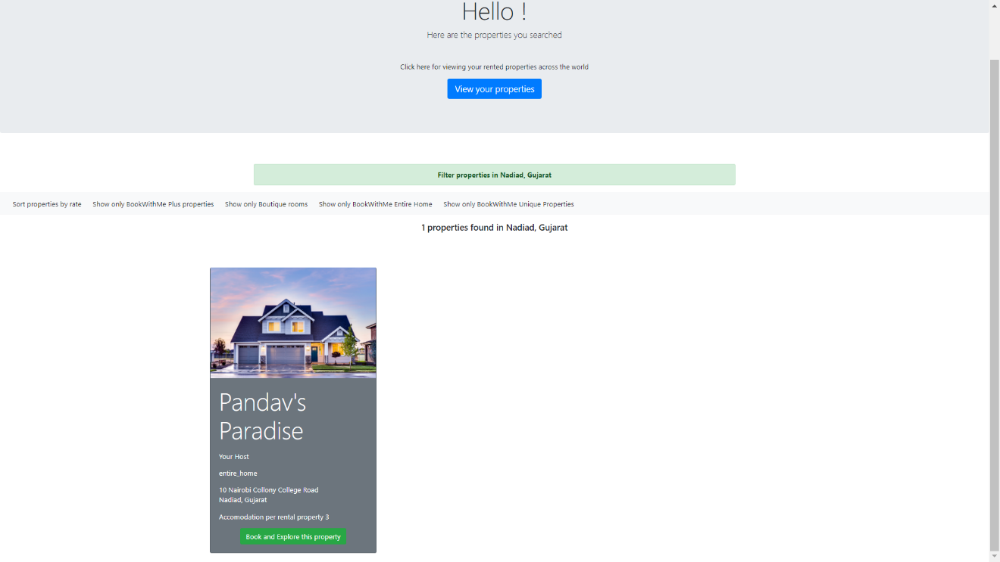 Hello !
Here are the properties you searched
Click here for viewing your rented properties across the world
View your properties
Filter properties in Nadiad, Gujarat
Sort properties by rate Show only BookWithMe Plus properties Show only Boutique rooms Show only BookWithMe Entire Home Show only BookWithMe Unique Properties
1 properties found in Nadiad, Gujarat
Pandav's
Paradise
Your Host
entire_home
10 Nairobi Collony College Road
Nadiad, Gujarat
Accomodation per rental property 3
Book and Explore this property